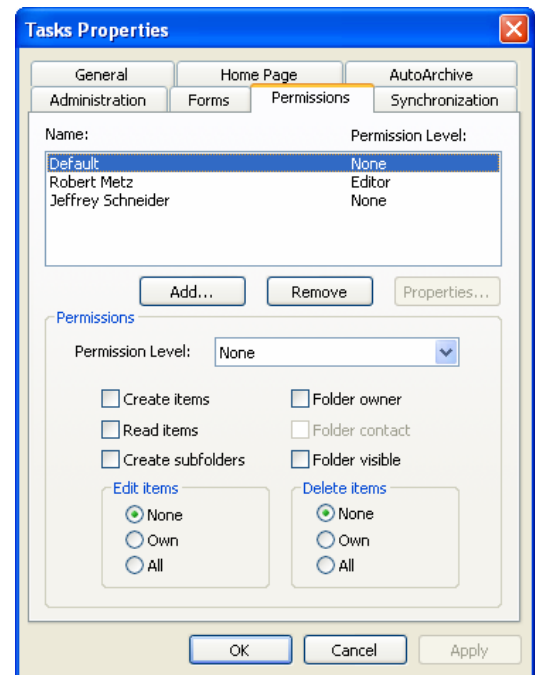 Tasks Properties
General Home Page AutoArchive
Administration Forms Permissions Synchronization
Name: Permission Level:
Default None
Robert Metz Editor
Jeffrey Schneider None
Add... Remove Properties...
Permissions
Permission Level: None
Create items Folder owner
Read items Folder contact
Create subfolders Folder visible
Edit items Delete items
None None
Own Own
All All
OK Cancel Apply